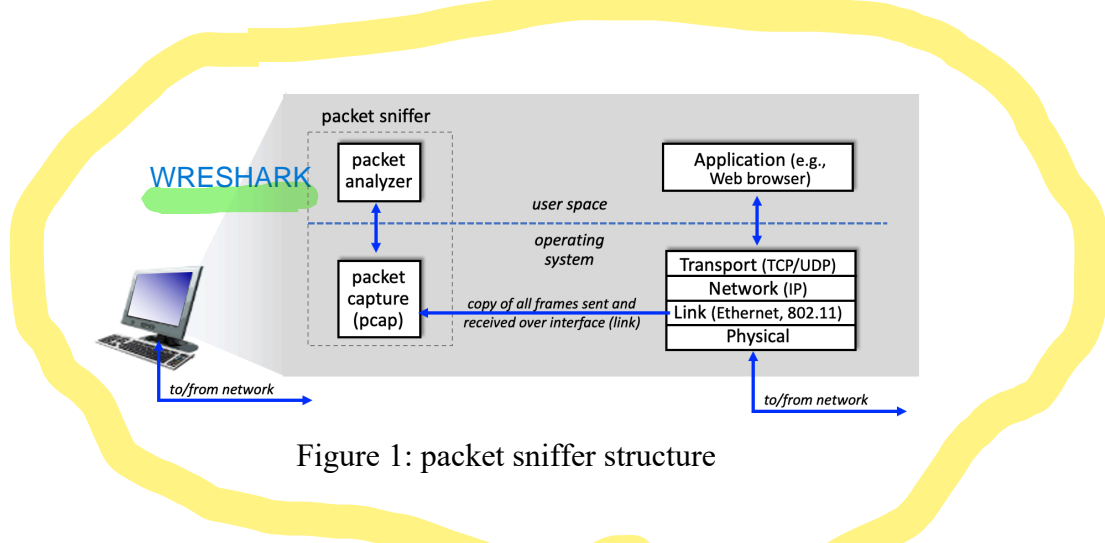 packet sniffer
WRESHARK
packet
analyzer
Application (e.g.,
Web browser)
user space
operating
system
packet
capture
(pcap)
copy of all frames sent and
received over interface (link)
Transport (TCP/UDP)
Network (IP)
Link (Ethernet, 802.11)
Physical
to/from network
to/from network
Figure 1: packet sniffer structure